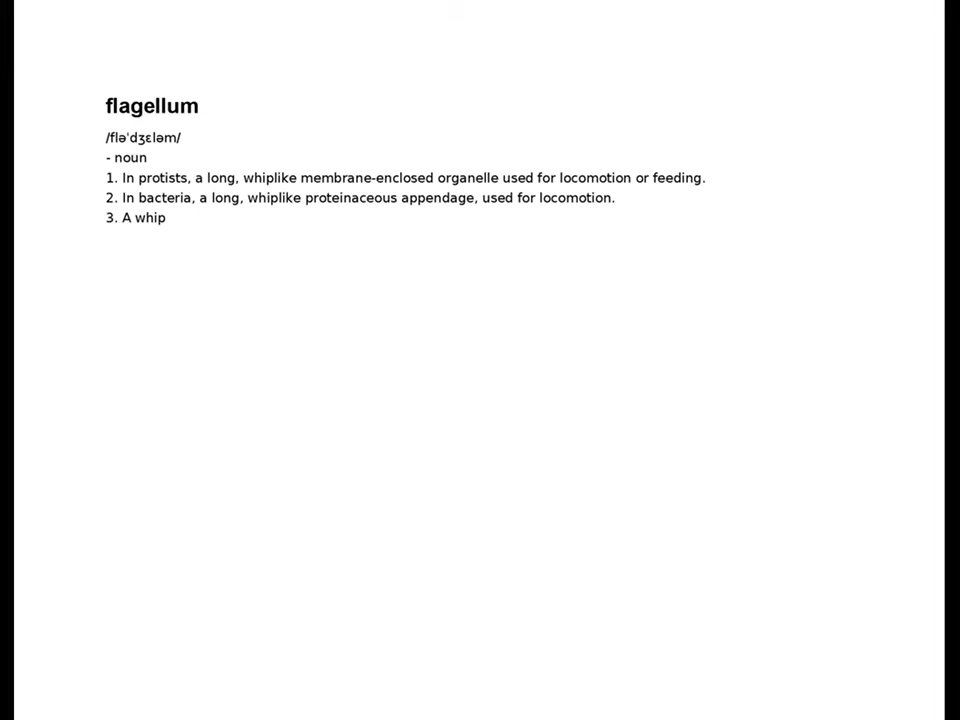 flagellum
/fləˈdʒɛləm/
- noun
1. In protists, a long, whiplike membrane-enclosed organelle used for locomotion or feeding.
2. In bacteria, a long, whiplike proteinaceous appendage, used for locomotion.
3. A whip